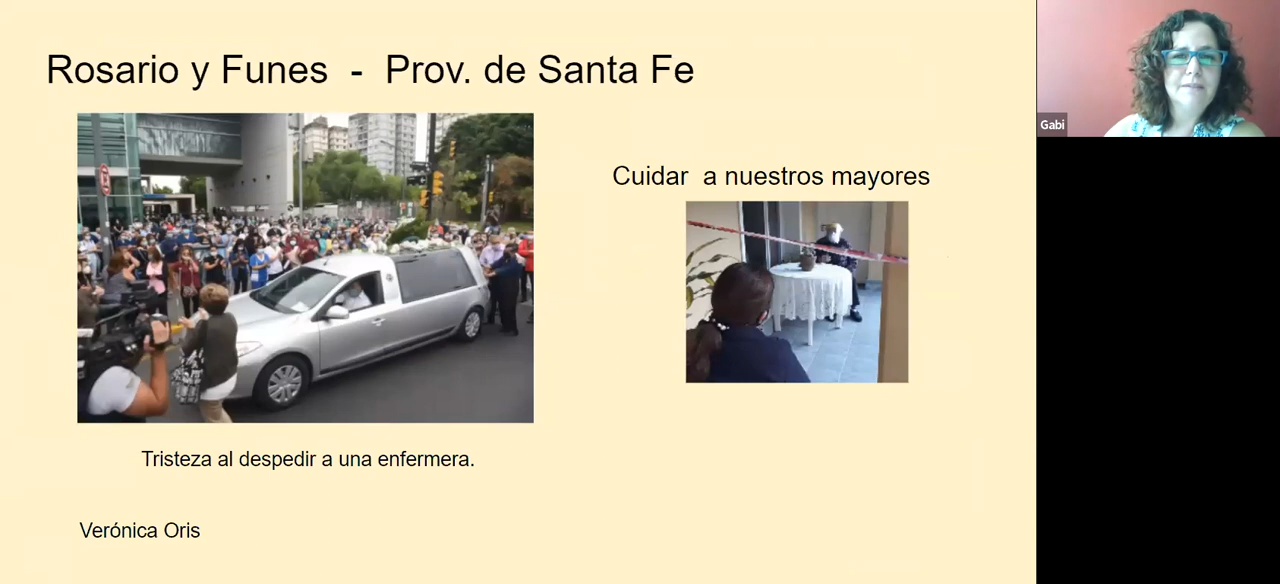 Rosario y Funes - Prov. de Santa Fe
Cuidar a nuestros mayores
Tristeza al despedir a una enfermera.
Verónica Oris
Gabi